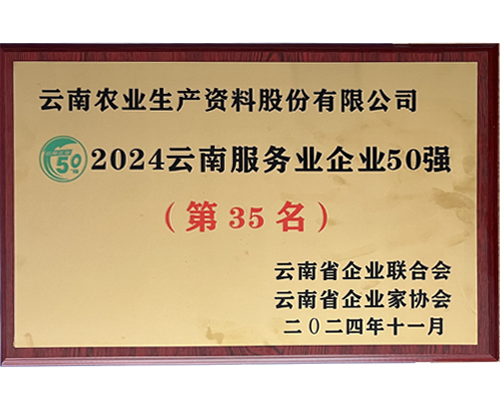 云南农业生产资料股份有限公司
50 2024云南服务业企业50强
（第35名）
云南省企业联合会
云南省企业家协会
二〇二四年十一月